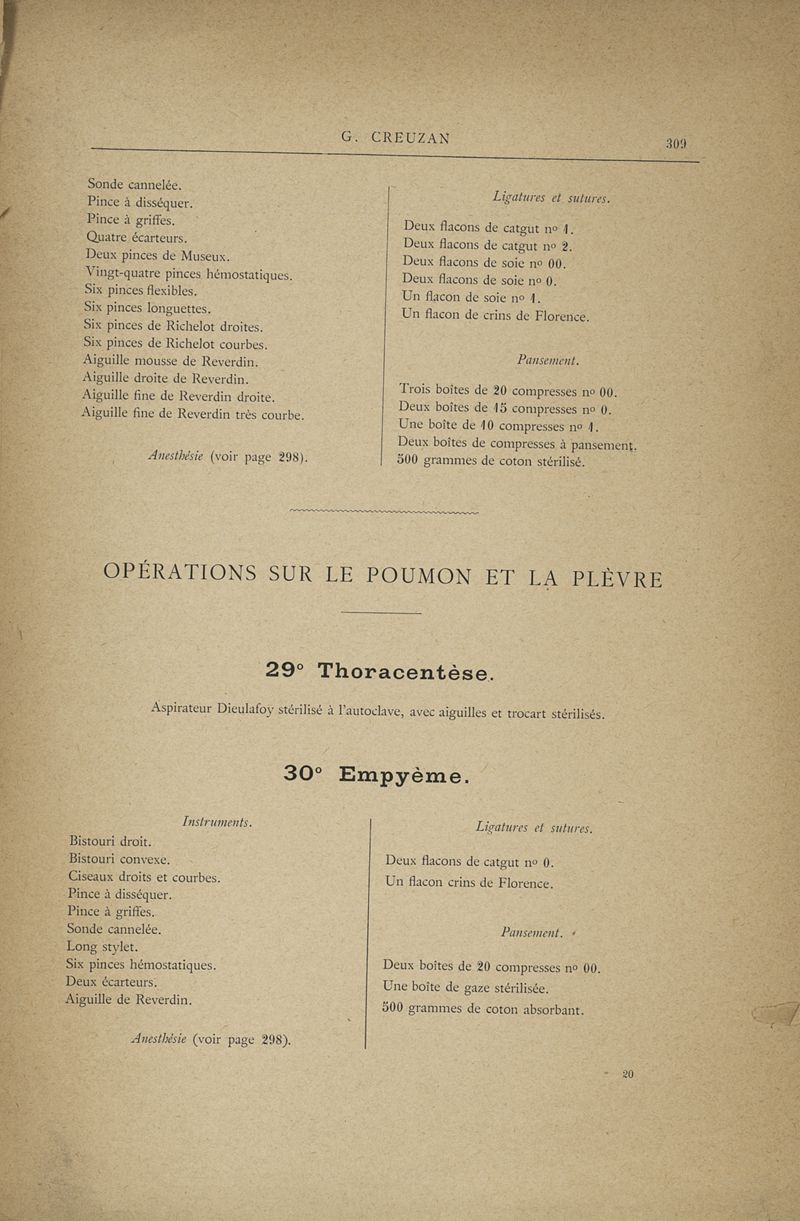 G. CREUZAN
309
Sonde cannelée.
Pince à disséquer.
Pince à griffes.
Quatre écarteurs.
Deux pinces de Museux.
Vingt-quatre pinces hémostatiques.
Six pinces flexibles.
Six pinces longuettes.
Six pinces de Richelot droites.
Six pinces de Richelot courbes.
Aiguille mousse de Reverdin.
Aiguille droite de Reverdin.
Aiguille fine de Reverdin droite.
Aiguille fine de Reverdin très courbe.
Anesthésie (voir page 298).
Ligatures et sutures.
Deux flacons de catgut nº 1.
Deux flacons de catgut nº 2.
Deux flacons de soie nº 00.
Deux flacons de soie nº 0.
Un flacon de soie nº 1.
Un flacon de crins de Florence.
Pansement.
Trois boîtes de 20 compresses nº 00.
Deux boîtes de 15 compresses nº 0.
Une boîte de 10 compresses nº 1.
Deux boîtes de compresses à pansement.
500 grammes de coton stérilisé.
OPÉRATIONS SUR LE POUMON ET LA PLÈVRE
29º Thoracentèse.
Aspirateur Dieulafoy stérilisé à l'autoclave, avec aiguilles et trocart stérilisés.
30º Empyème.
Instruments.
Bistouri droit.
Bistouri convexe.
Ciseaux droits et courbes.
Pince à disséquer.
Pince à griffes.
Sonde cannelée.
Long stylet.
Six pinces hémostatiques.
Deux écarteurs.
Aiguille de Reverdin.
Anesthésie (voir page 298).
Ligatures et sutures.
Deux flacons de catgut nº 0.
Un flacon crins de Florence.
Pansement.
Deux boîtes de 20 compresses nº 00.
Une boîte de gaze stérilisée.
500 grammes de coton absorbant.
20